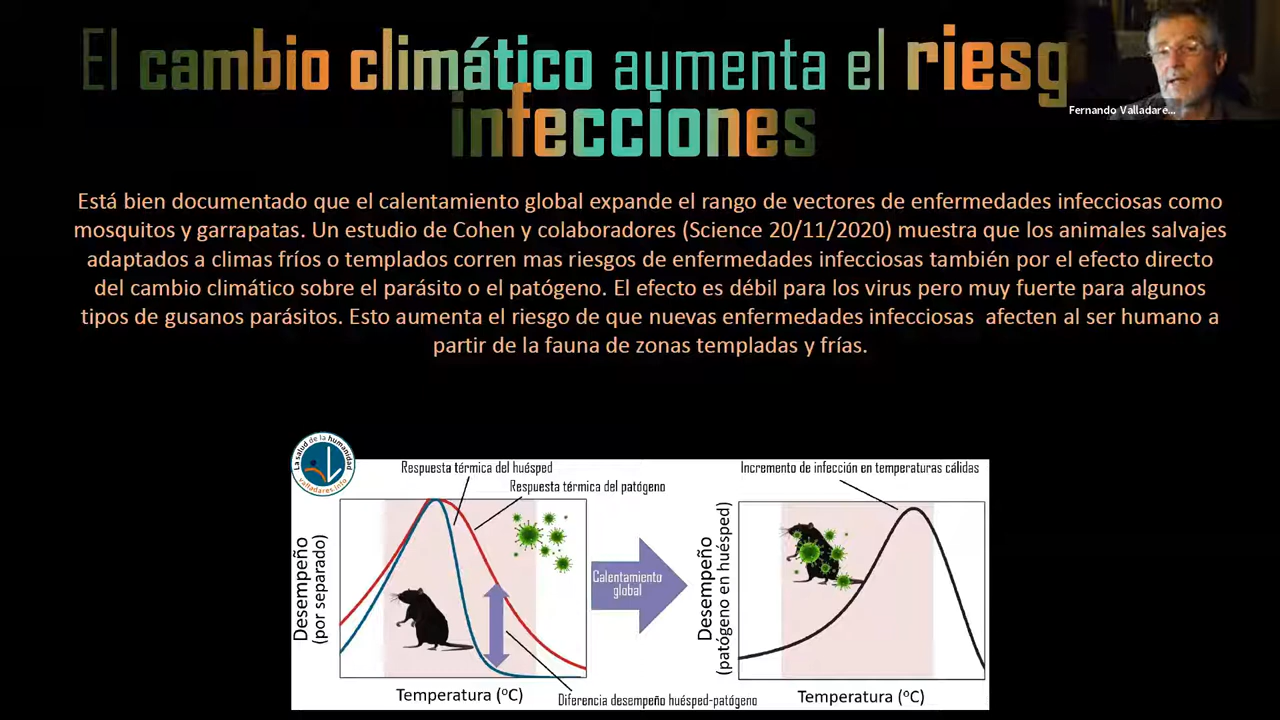 El cambio climático aumenta el riesg
infecciones
Fernando Valladare...
Está bien documentado que el calentamiento global expande el rango de vectores de enfermedades infecciosas como
mosquitos y garrapatas. Un estudio de Cohen y colaboradores (Science 20/11/2020) muestra que los animales salvajes
adaptados a climas fríos o templados corren mas riesgos de enfermedades infecciosas también por el efecto directo
del cambio climático sobre el parásito o el patógeno. El efecto es débil para los virus pero muy fuerte para algunos
tipos de gusanos parásitos. Esto aumenta el riesgo de que nuevas enfermedades infecciosas afecten al ser humano a
partir de la fauna de zonas templadas y frías.
La salud de la humanidad
valladares.info
Respuesta térmica del huésped
Respuesta térmica del patógeno
Desempeño
(por separado)
Temperatura (ºC)
Diferencia desempeño huésped-patógeno
Calentamiento
global
Incremento de infección en temperaturas cálidas
Desempeño
(patógeno en huésped)
Temperatura (ºC)